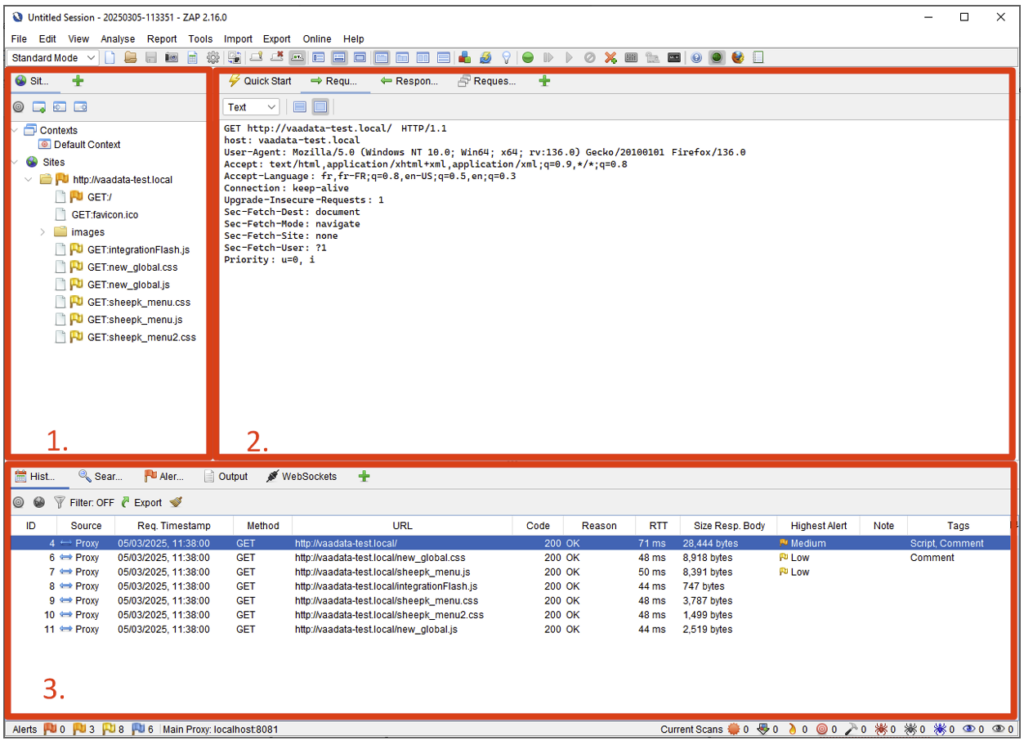 Untitled Session - 20250305-113351 - ZAP 2.16.0
File Edit View Analyse Report Tools Import Export Online Help
Standard Mode
Sit...
Quick Start Requ... Respon... Reques...
Text
Contexts
Default Context
Sites
http://vaadata-test.local
GET:/
GET:favicon.ico
images
GET:integrationFlash.js
GET:new_global.css
GET:new_global.js
GET:sheepk_menu.css
GET:sheepk_menu.js
GET:sheepk_menu2.css
1.
GET http://vaadata-test.local/ HTTP/1.1
host: vaadata-test.local
User-Agent: Mozilla/5.0 (Windows NT 10.0; Win64; x64; rv:136.0) Gecko/20100101 Firefox/136.0
Accept: text/html,application/xhtml+xml,application/xml;q=0.9,*/*;q=0.8
Accept-Language: fr,fr-FR;q=0.8,en-US;q=0.5,en;q=0.3
Connection: keep-alive
Upgrade-Insecure-Requests: 1
Sec-Fetch-Dest: document
Sec-Fetch-Mode: navigate
Sec-Fetch-Site: none
Sec-Fetch-User: ?1
Priority: u=0, i
2.
Hist... Sear... Aler... Output WebSockets
Filter: OFF Export
ID Source Req. Timestamp Method URL Code Reason RTT Size Resp. Body Highest Alert Note Tags
4 Proxy 05/03/2025, 11:38:00 GET http://vaadata-test.local/ 200 OK 71 ms 28,444 bytes Medium Script, Comment
6 Proxy 05/03/2025, 11:38:00 GET http://vaadata-test.local/new_global.css 200 OK 48 ms 8,918 bytes Low Comment
7 Proxy 05/03/2025, 11:38:00 GET http://vaadata-test.local/sheepk_menu.js 200 OK 50 ms 8,391 bytes Low
8 Proxy 05/03/2025, 11:38:00 GET http://vaadata-test.local/integrationFlash.js 200 OK 44 ms 747 bytes
9 Proxy 05/03/2025, 11:38:00 GET http://vaadata-test.local/sheepk_menu.css 200 OK 48 ms 3,787 bytes
10 Proxy 05/03/2025, 11:38:00 GET http://vaadata-test.local/sheepk_menu2.css 200 OK 48 ms 1,499 bytes
11 Proxy 05/03/2025, 11:38:00 GET http://vaadata-test.local/new_global.js 200 OK 44 ms 2,519 bytes
3.
Alerts 0 3 8 6 Main Proxy: localhost:8081 Current Scans 0 0 0 0 0 0 0 0 0 0